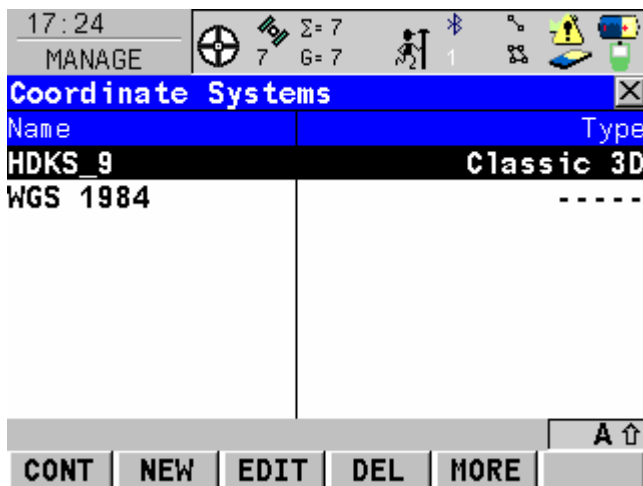 17:24
MANAGE
7
Σ= 7
G= 7
1
Coordinate Systems
Name Type
HDKS_9 Classic 3D
WGS 1984 -----
A
CONT NEW EDIT DEL MORE